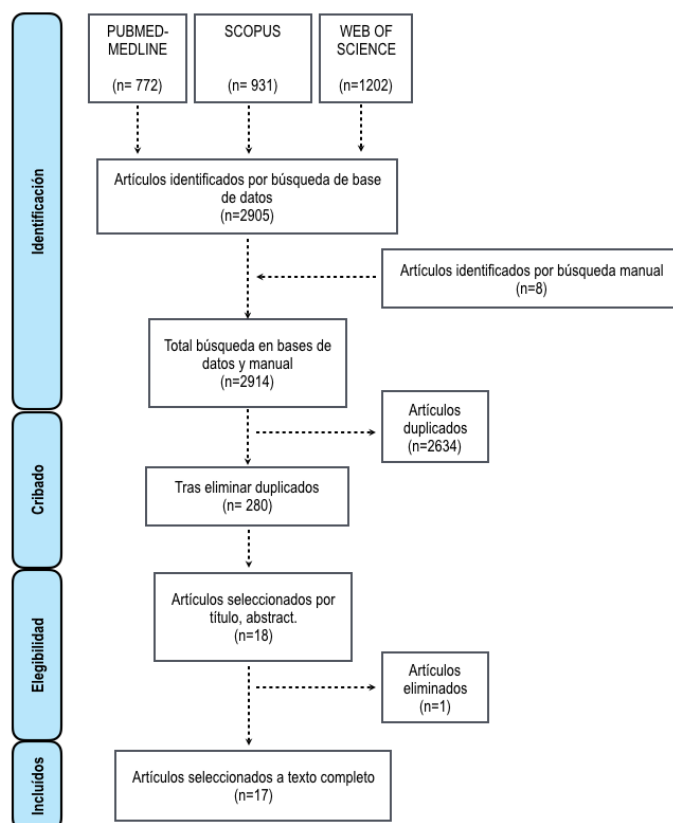 PUBMED-
MEDLINE
(n= 772)
SCOPUS
(n= 931)
WEB OF
SCIENCE
(n=1202)
Identificación
Artículos identificados por búsqueda de base
de datos
(n=2905)
Artículos identificados por búsqueda manual
(n=8)
Total búsqueda en bases de
datos y manual
(n=2914)
Artículos
duplicados
(n=2634)
Cribado
Tras eliminar duplicados
(n= 280)
Elegibilidad
Artículos seleccionados por
título, abstract.
(n=18)
Artículos
eliminados
(n=1)
Incluídos
Artículos seleccionados a texto completo
(n=17)